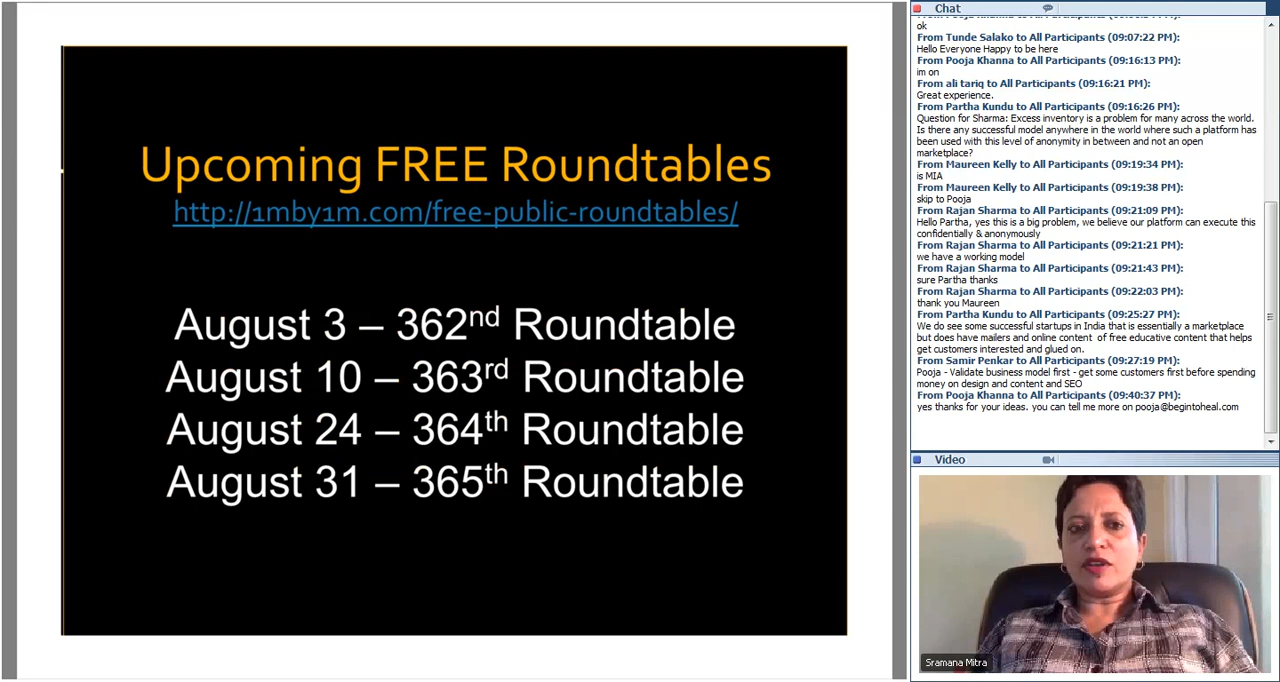 Upcoming FREE Roundtables
http://1mby1m.com/free-public-roundtables/
August 3 – 362nd Roundtable
August 10 – 363rd Roundtable
August 24 – 364th Roundtable
August 31 – 365th Roundtable
Chat
ok
From Tunde Salako to All Participants (09:07:22 PM):
Hello Everyone Happy to be here
From Pooja Khanna to All Participants (09:16:13 PM):
im on
From ali tariq to All Participants (09:16:21 PM):
Great experience.
From Partha Kundu to All Participants (09:16:26 PM):
Question for Sharma: Excess inventory is a problem for many across the world.
Is there any successful model anywhere in the world where such a platform has
been used with this level of anonymity in between and not an open
marketplace?
From Maureen Kelly to All Participants (09:19:34 PM):
is MIA
From Maureen Kelly to All Participants (09:19:38 PM):
skip to Pooja
From Rajan Sharma to All Participants (09:21:09 PM):
Hello Partha, yes this is a big problem, we believe our platform can execute this
confidentially & anonymously
From Rajan Sharma to All Participants (09:21:21 PM):
we have a working model
From Rajan Sharma to All Participants (09:21:43 PM):
sure Partha thanks
From Rajan Sharma to All Participants (09:22:03 PM):
thank you Maureen
From Partha Kundu to All Participants (09:25:27 PM):
We do see some successful startups in India that is essentially a marketplace
but does have mailers and online content of free educative content that helps
get customers interested and glued on.
From Samir Penkar to All Participants (09:27:19 PM):
Pooja - Validate business model first - get some customers first before spending
money on design and content and SEO
From Pooja Khanna to All Participants (09:40:37 PM):
yes thanks for your ideas. you can tell me more on pooja@begintoheal.com
Video
Sramana Mitra